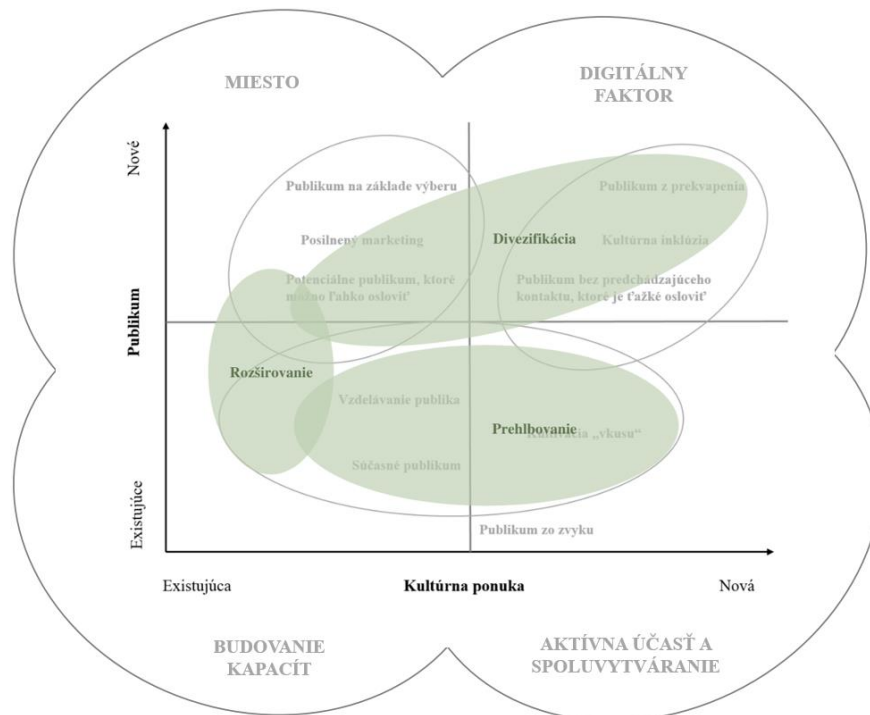 MIESTO
DIGITÁLNY
FAKTOR
Nové
Publikum na základe výberu
Publikum z prekvapenia
Posilnený marketing
Divezifikácia
Kultúrna inklúzia
Potenciálne publikum, ktoré
možno ľahko osloviť
Publikum bez predchádzajúceho
kontaktu, ktoré je ťažké osloviť
Publikum
Rozširovanie
Vzdelávanie publika
Prehlbovanie
Kultivácia „vkusu“
Súčasné publikum
Existujúce
Publikum zo zvyku
Existujúca
Kultúrna ponuka
Nová
BUDOVANIE
KAPACÍT
AKTÍVNA ÚČASŤ A
SPOLUVYTVÁRANIE